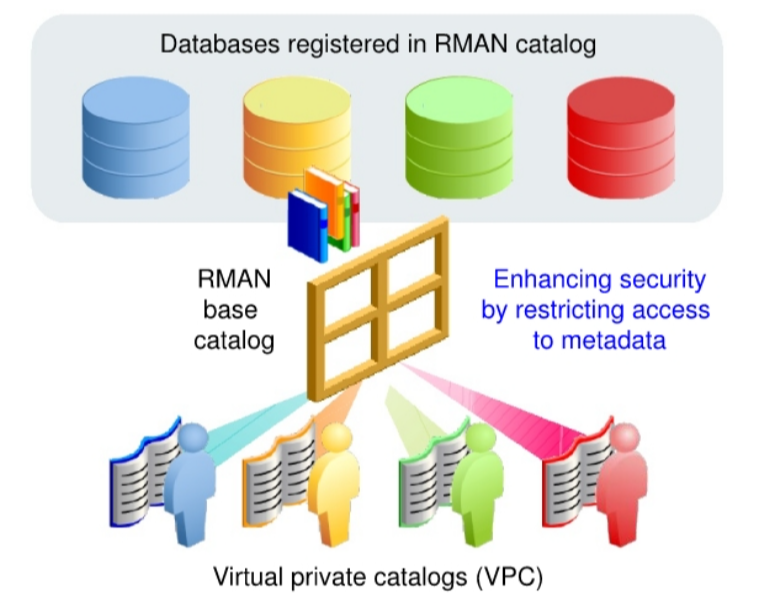 Databases registered in RMAN catalog
RMAN
base
catalog
Enhancing security
by restricting access
to metadata
Virtual private catalogs (VPC)